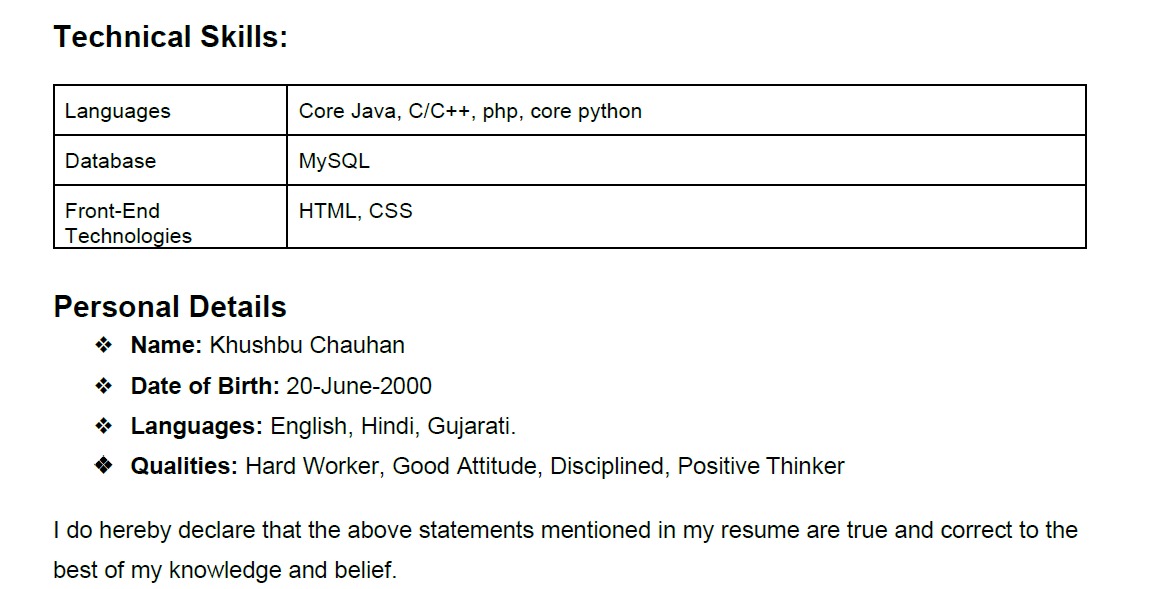 Technical Skills:
Languages Core Java, C/C++, php, core python
Database MySQL
Front-End HTML, CSS
Technologies
Personal Details
❖ Name: Khushbu Chauhan
❖ Date of Birth: 20-June-2000
❖ Languages: English, Hindi, Gujarati.
❖ Qualities: Hard Worker, Good Attitude, Disciplined, Positive Thinker
I do hereby declare that the above statements mentioned in my resume are true and correct to the
best of my knowledge and belief.